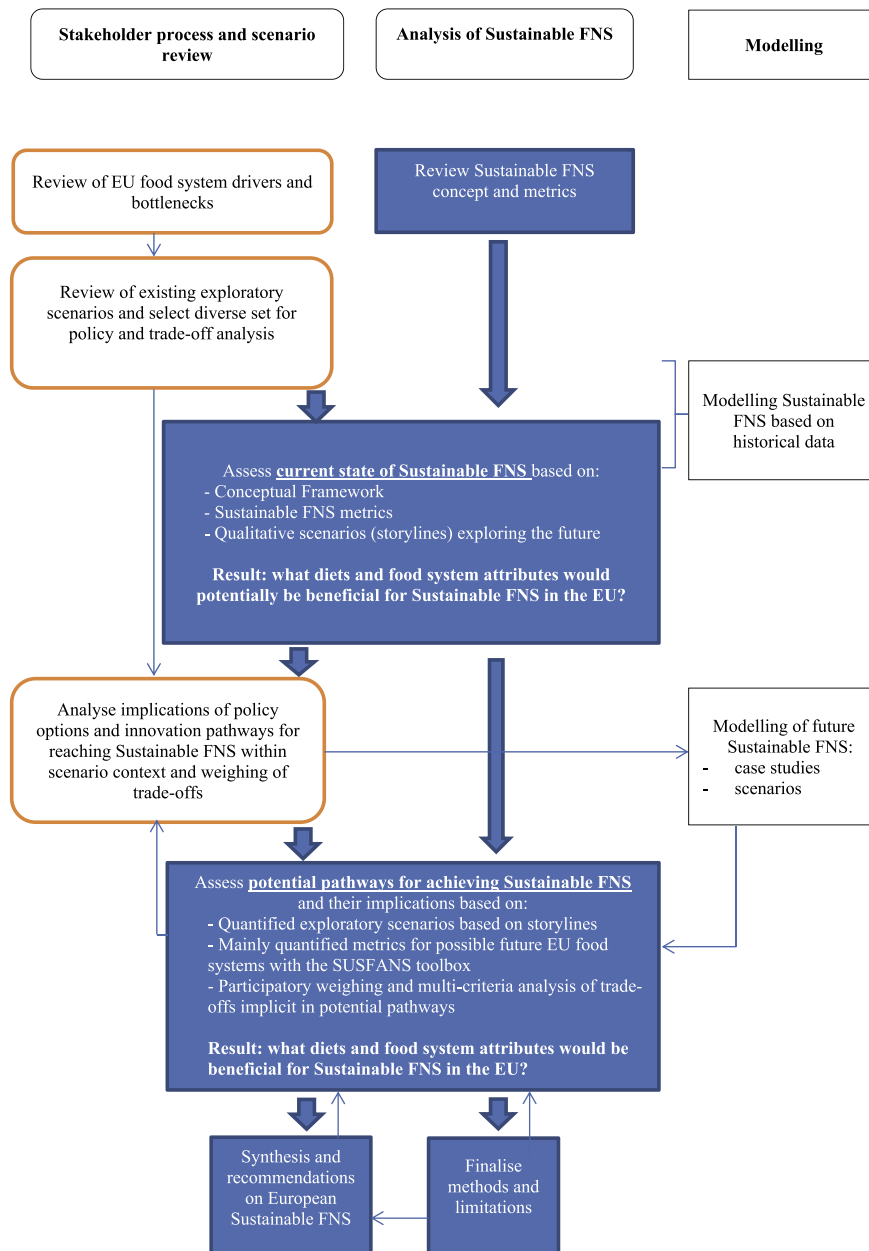 Stakeholder process and scenario
review
Analysis of Sustainable FNS
Modelling
Review of EU food system drivers and
bottlenecks
Review Sustainable FNS
concept and metrics
Review of existing exploratory
scenarios and select diverse set for
policy and trade-off analysis
Modelling Sustainable
FNS based on
historical data
Assess current state of Sustainable FNS based on:
- Conceptual Framework
- Sustainable FNS metrics
- Qualitative scenarios (storylines) exploring the future
Result: what diets and food system attributes would
potentially be beneficial for Sustainable FNS in the EU?
Analyse implications of policy
options and innovation pathways for
reaching Sustainable FNS within
scenario context and weighing of
trade-offs
Modelling of future
Sustainable FNS:
- case studies
- scenarios
Assess potential pathways for achieving Sustainable FNS
and their implications based on:
- Quantified exploratory scenarios based on storylines
- Mainly quantified metrics for possible future EU food
systems with the SUSFANS toolbox
- Participatory weighing and multi-criteria analysis of trade-
offs implicit in potential pathways
Result: what diets and food system attributes would be
beneficial for Sustainable FNS in the EU?
Synthesis and
recommendations
on European
Sustainable FNS
Finalise
methods and
limitations